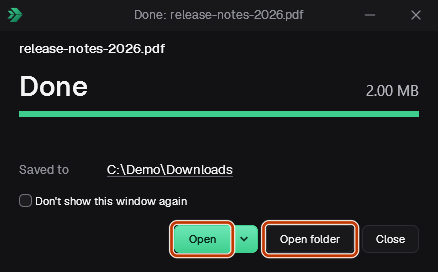 Done: release-notes-2026.pdf
release-notes-2026.pdf
Done 2.00 MB
Saved to C:\Demo\Downloads
Don't show this window again
Open Open folder Close